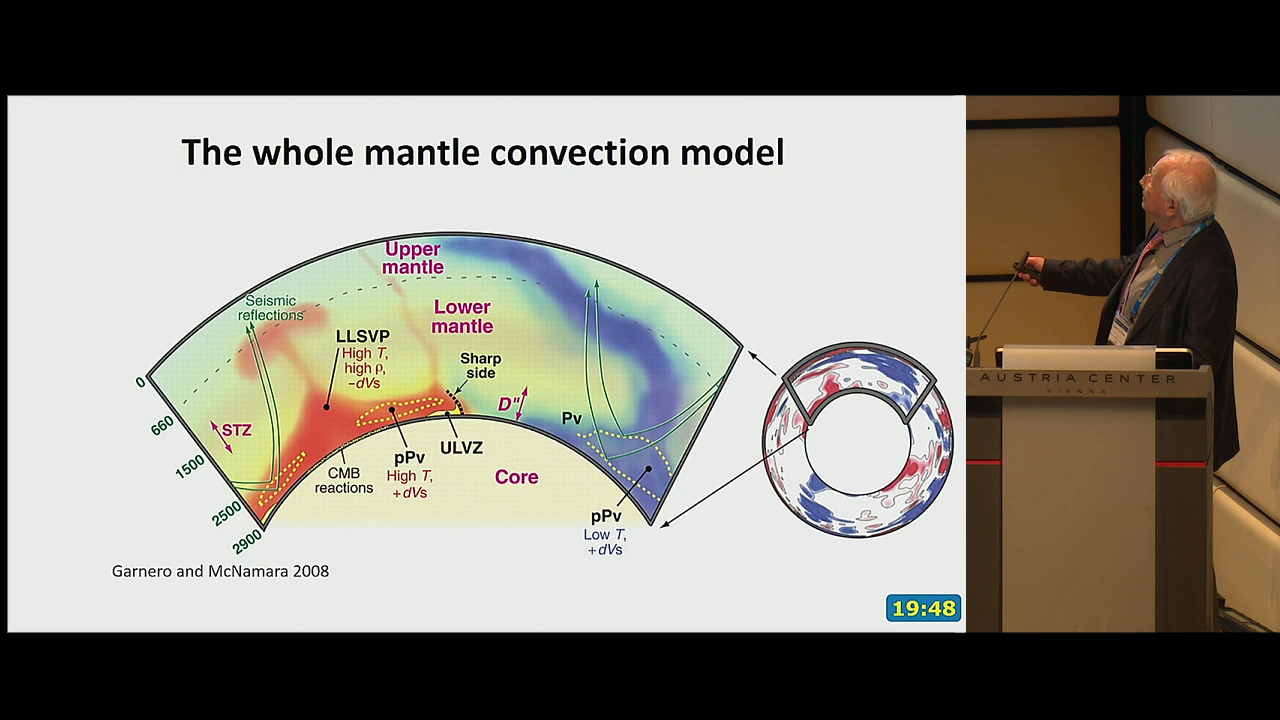 The whole mantle convection model
Upper
mantle
Seismic
reflections
Lower
mantle
LLSVP
High T,
high ρ,
−dVs
Sharp
side
0
660
STZ
1500
2500
2900
D"
Pv
CMB
reactions
pPv
High T,
+dVs
ULVZ
Core
pPv
Low T,
+dVs
Garnero and McNamara 2008
19:48
AUSTRIA CENTER
VIENNA